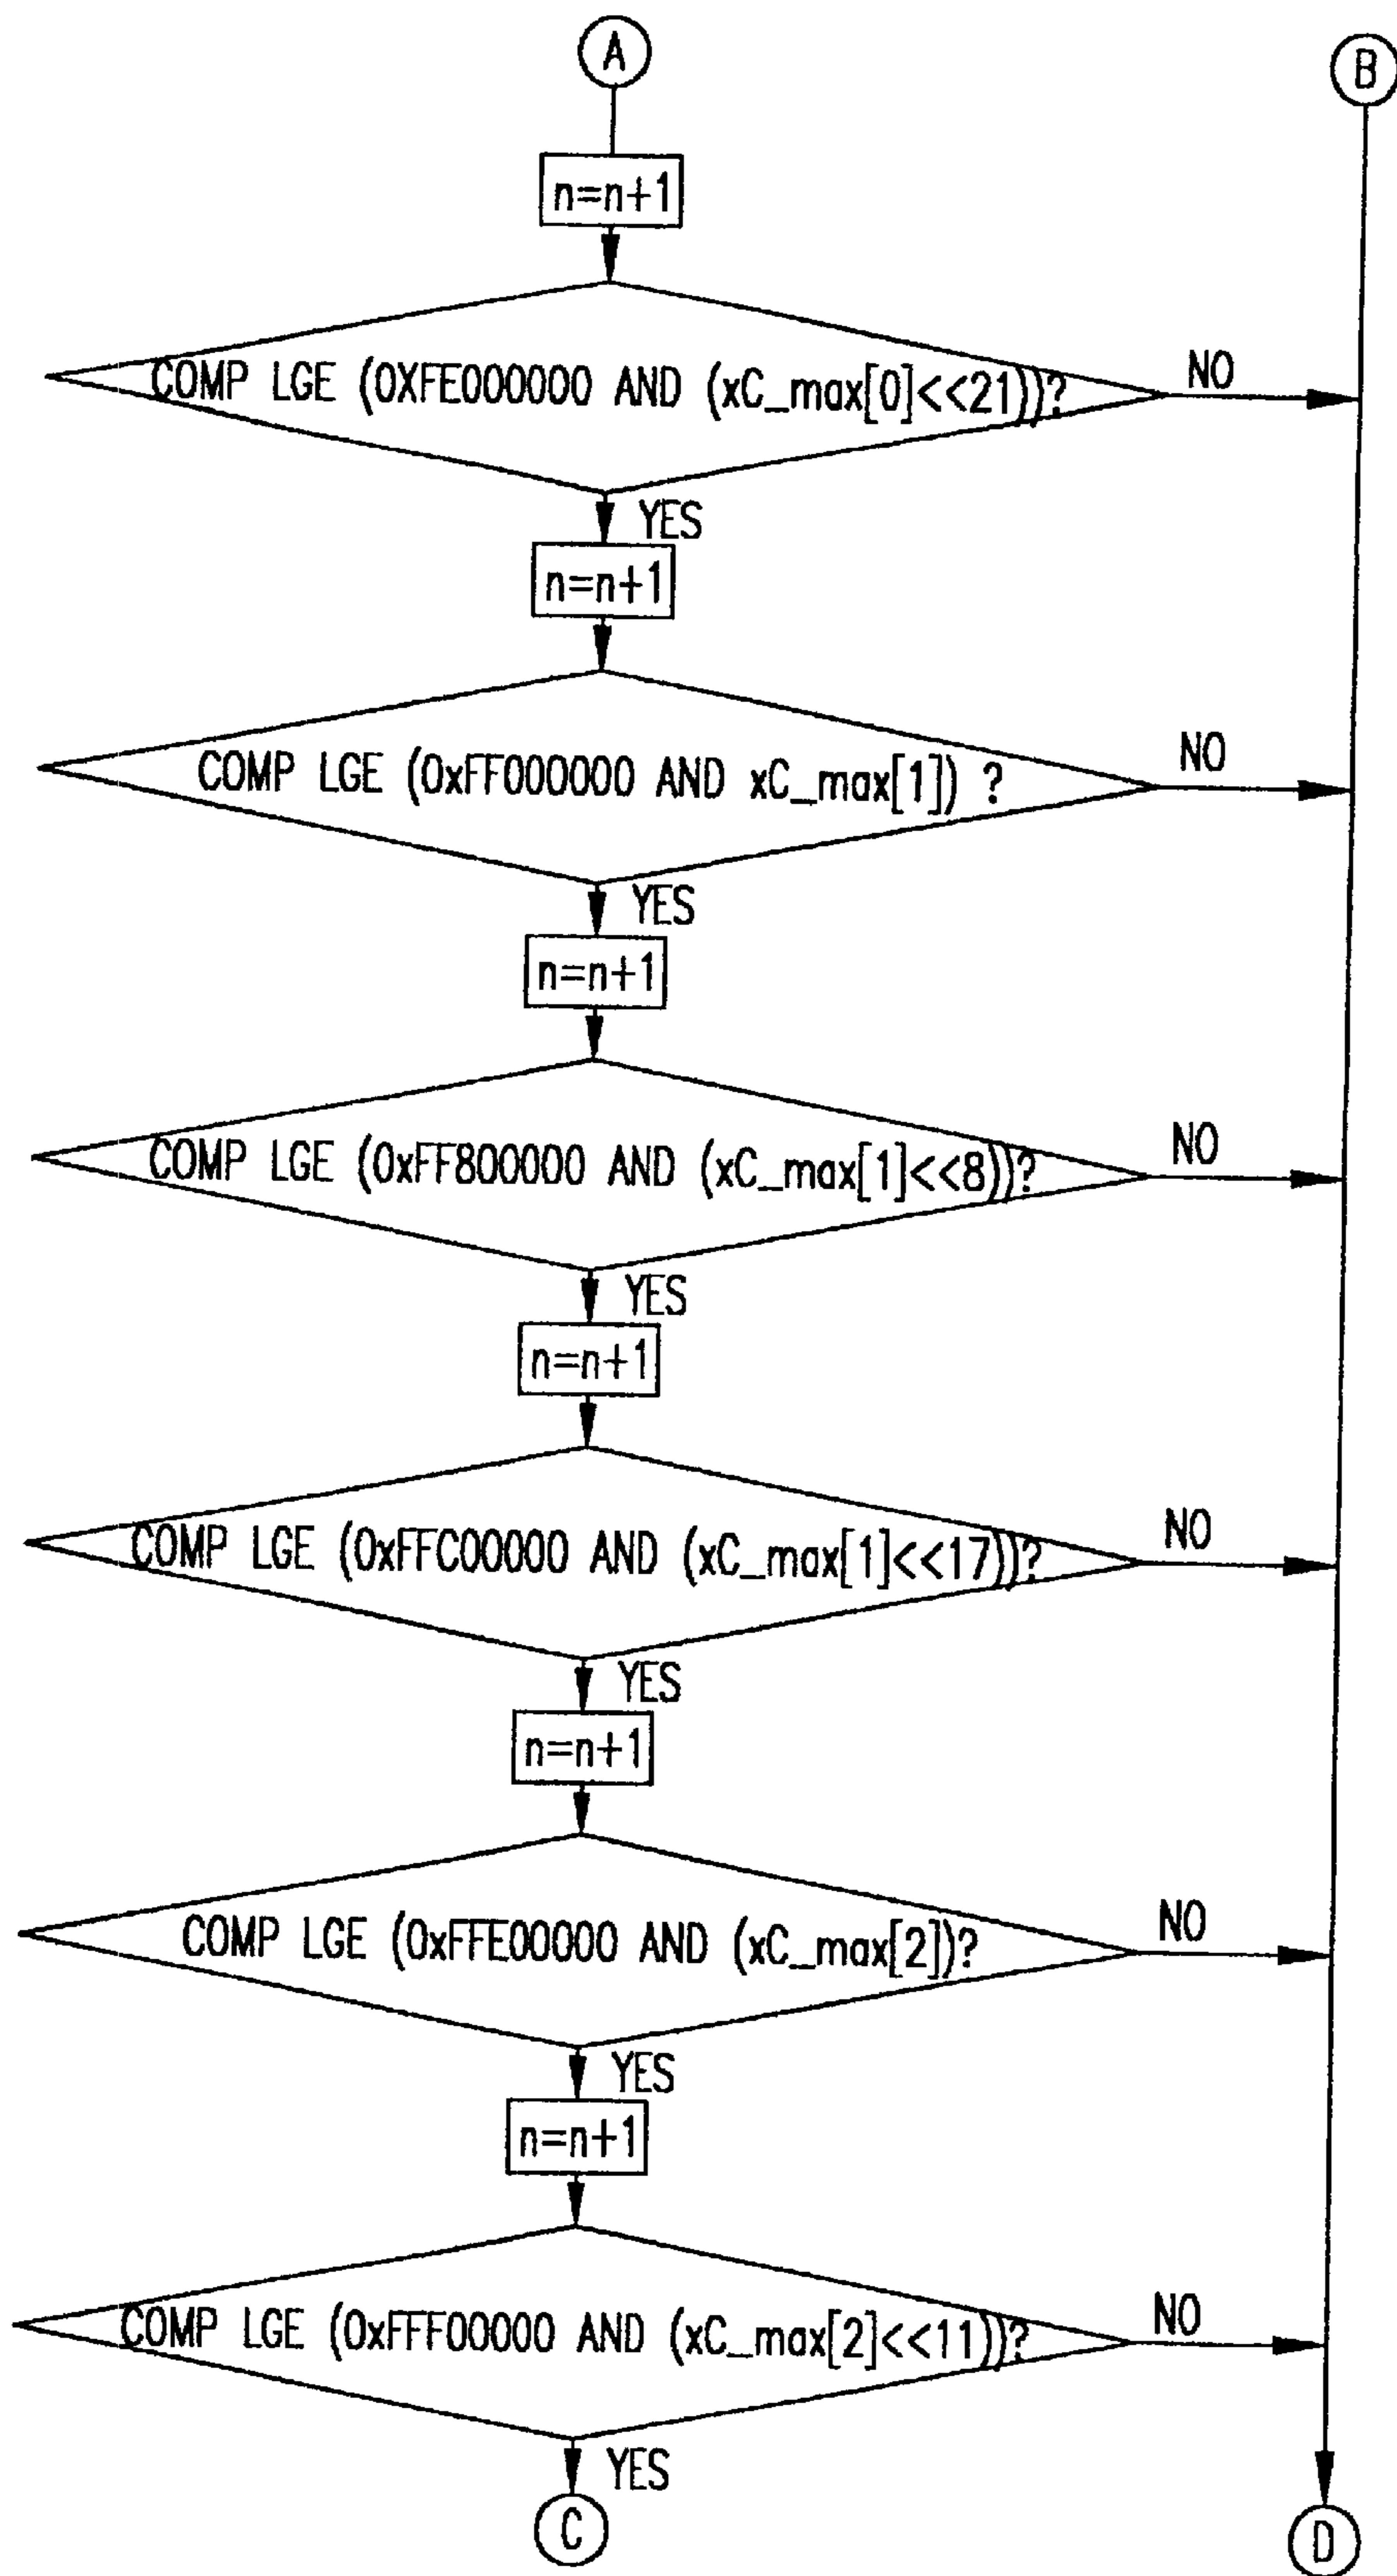 A
B
n=n+1
COMP LGE (0XFE000000 AND (xC_max[0]<<21))?
NO
YES
n=n+1
COMP LGE (0xFF000000 AND xC_max[1]) ?
NO
YES
n=n+1
COMP LGE (0xFF800000 AND (xC_max[1]<<8))?
NO
YES
n=n+1
COMP LGE (0xFFC00000 AND (xC_max[1]<<17))?
NO
YES
n=n+1
COMP LGE (0xFFE00000 AND (xC_max[2])?
NO
YES
n=n+1
COMP LGE (0xFFF00000 AND (xC_max[2]<<11))?
NO
YES
C
D